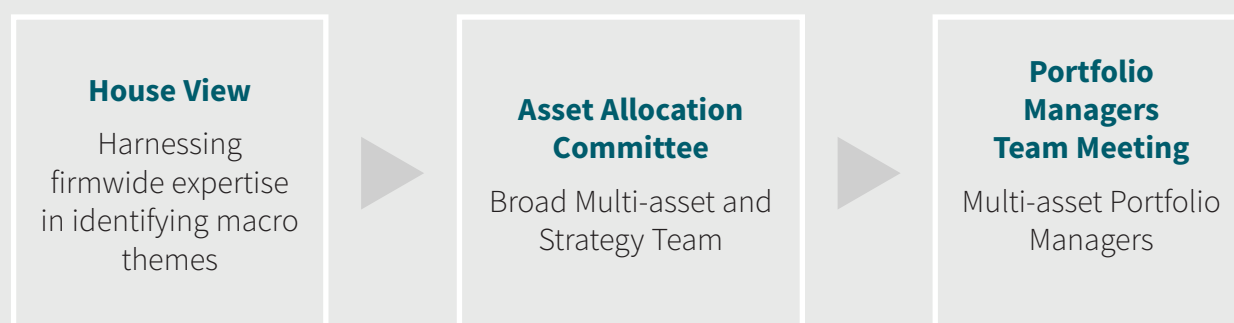 House View
Harnessing
firmwide expertise
in identifying macro
themes
Asset Allocation
Committee
Broad Multi-asset and
Strategy Team
Portfolio
Managers
Team Meeting
Multi-asset Portfolio
Managers